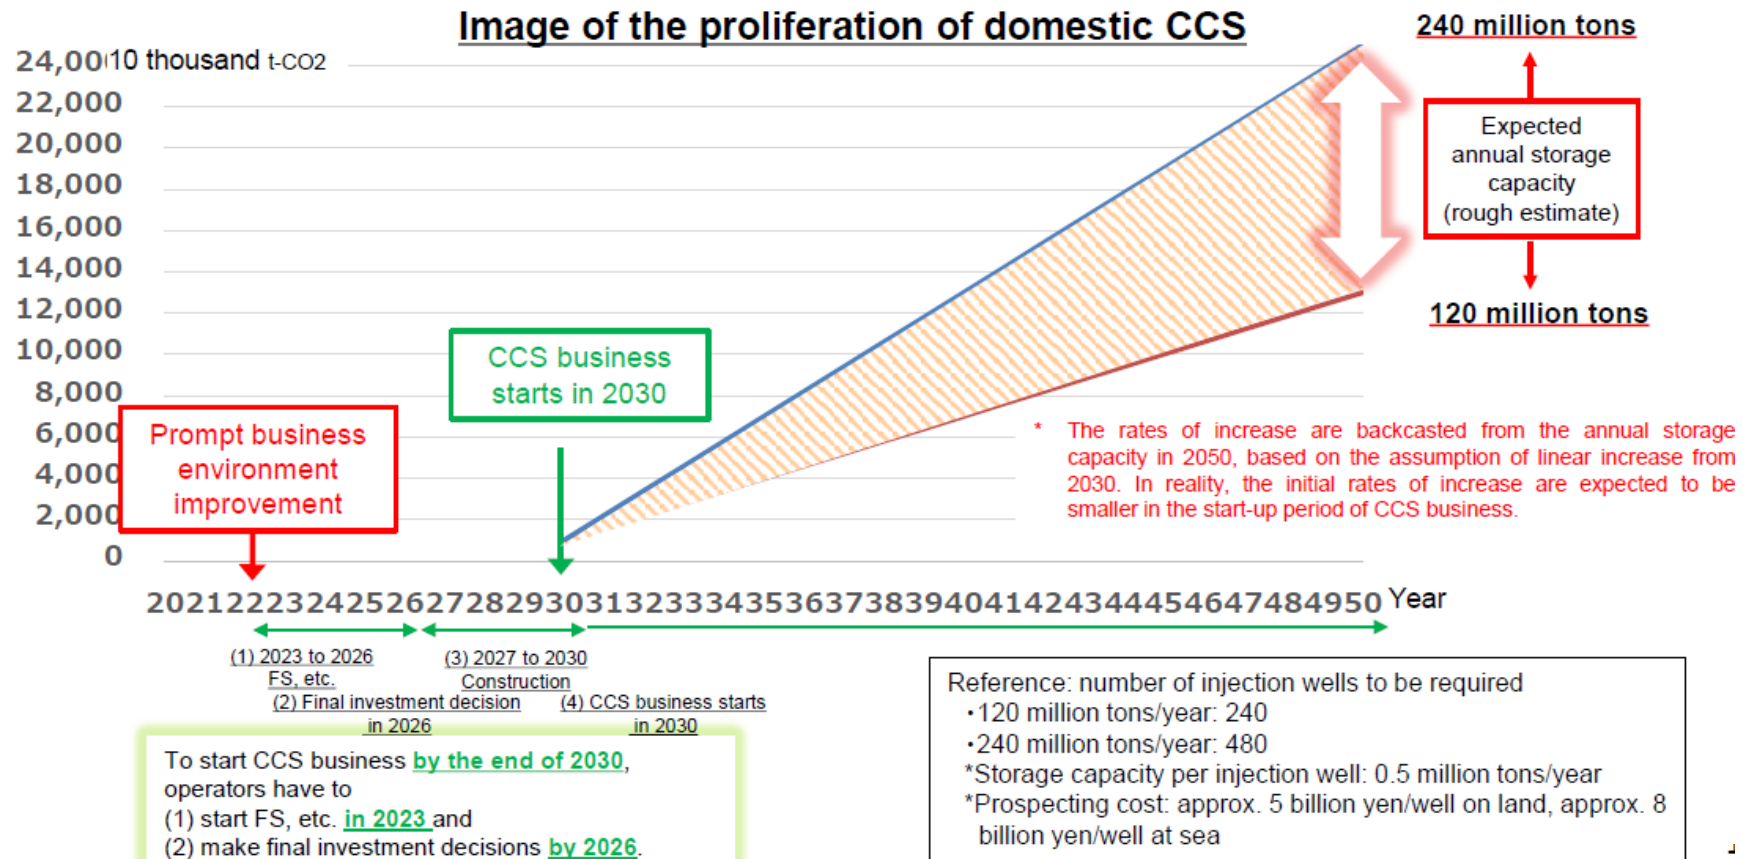 Image of the proliferation of domestic CCS
240 million tons
10 thousand t-CO2
24,00
22,000
20,000
18,000
16,000
14,000
12,000
10,000
8,000
6,000
4,000
2,000
0
Expected
annual storage
capacity
(rough estimate)
120 million tons
CCS business
starts in 2030
Prompt business
environment
improvement
* The rates of increase are backcasted from the annual storage
capacity in 2050, based on the assumption of linear increase from
2030. In reality, the initial rates of increase are expected to be
smaller in the start-up period of CCS business.
20212223242526272829303132333435363738394041424344454647484950 Year
(1) 2023 to 2026
FS, etc.
(2) Final investment decision
in 2026
(3) 2027 to 2030
Construction
(4) CCS business starts
in 2030
To start CCS business by the end of 2030,
operators have to
(1) start FS, etc. in 2023 and
(2) make final investment decisions by 2026.
Reference: number of injection wells to be required
・120 million tons/year: 240
・240 million tons/year: 480
*Storage capacity per injection well: 0.5 million tons/year
*Prospecting cost: approx. 5 billion yen/well on land, approx. 8
billion yen/well at sea